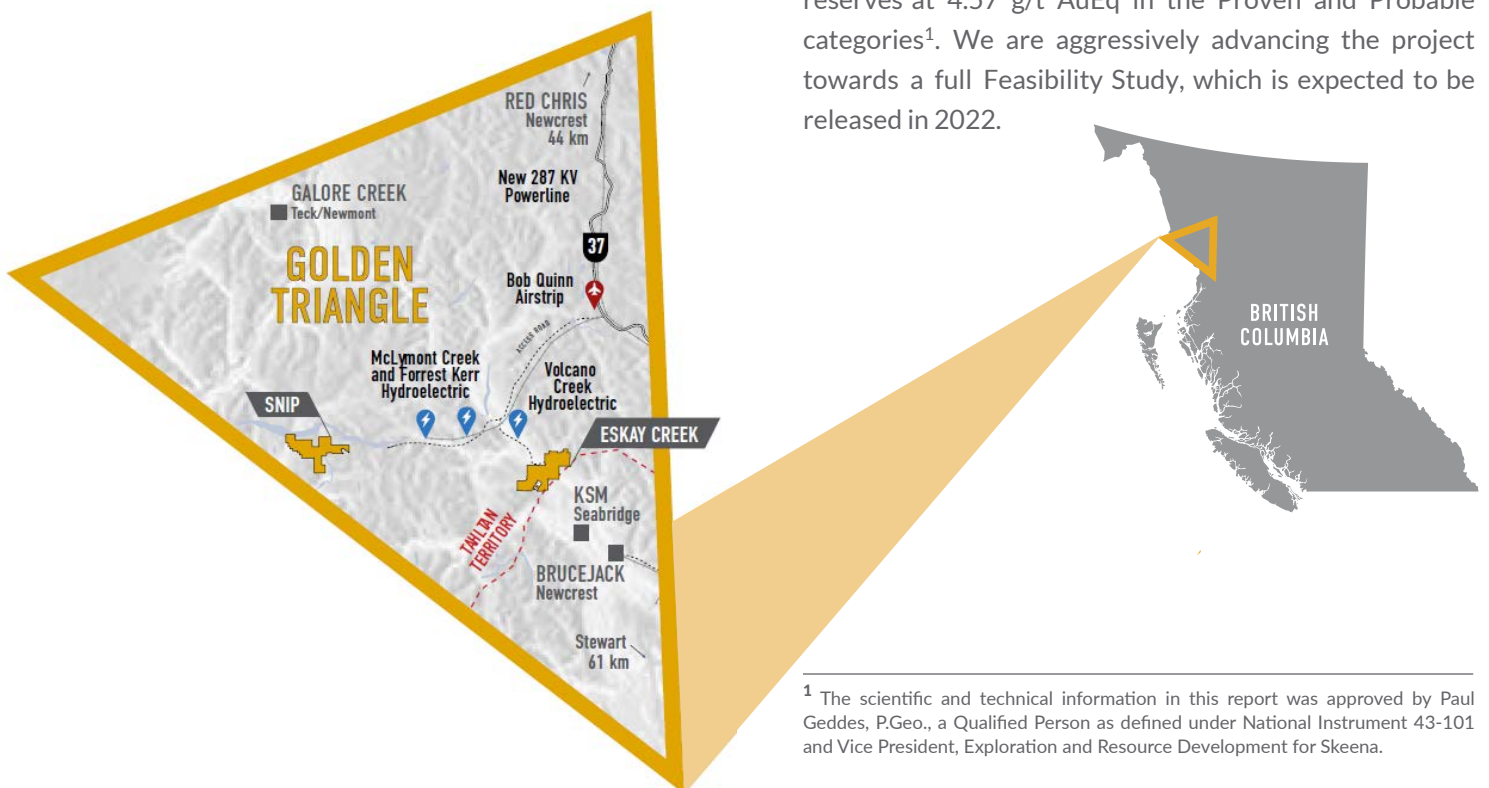 reserves at 4.57 g/t AuEq in the Proven and Probable
categories¹. We are aggressively advancing the project
towards a full Feasibility Study, which is expected to be
released in 2022.
RED CHRIS
Newcrest
44 km
New 287 KV
Powerline
GALORE CREEK
Teck/Newmont
37
GOLDEN
TRIANGLE
Bob Quinn
Airstrip
ACCESS ROAD
McLymont Creek
and Forrest Kerr
Hydroelectric
Volcano
Creek
Hydroelectric
SNIP
ESKAY CREEK
KSM
Seabridge
TAHLTAN
TERRITORY
BRUCEJACK
Newcrest
Stewart
61 km
BRITISH
COLUMBIA
¹ The scientific and technical information in this report was approved by Paul
Geddes, P.Geo., a Qualified Person as defined under National Instrument 43-101
and Vice President, Exploration and Resource Development for Skeena.